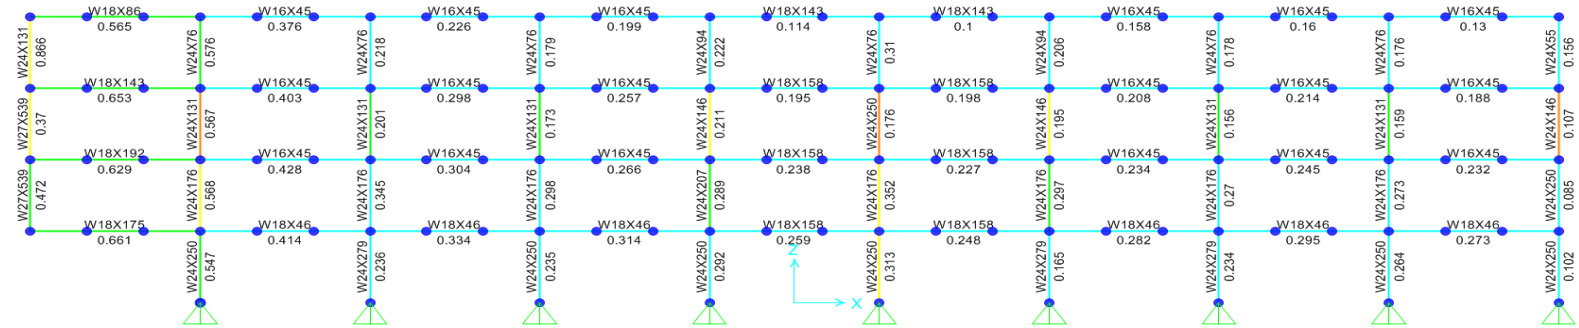 W18X86 W16X45 W16X45 W16X45 W18X143 W18X143 W16X45 W16X45 W16X45
0.565 0.376 0.226 0.199 0.114 0.1 0.158 0.16 0.13
W24X131 W24X76 W24X76 W24X76 W24X94 W24X76 W24X94 W24X76 W24X76 W24X55
0.866 0.576 0.218 0.179 0.222 0.31 0.206 0.178 0.176 0.156
W18X143 W16X45 W16X45 W16X45 W18X158 W18X158 W16X45 W16X45 W16X45
0.653 0.403 0.298 0.257 0.195 0.198 0.208 0.214 0.188
W27X539 W24X131 W24X131 W24X131 W24X146 W24X250 W24X146 W24X131 W24X131 W24X146
0.37 0.567 0.201 0.173 0.211 0.176 0.195 0.156 0.159 0.107
W18X192 W16X45 W16X45 W16X45 W18X158 W18X158 W16X45 W16X45 W16X45
0.629 0.428 0.304 0.266 0.238 0.227 0.234 0.245 0.232
W27X539 W24X176 W24X176 W24X176 W24X207 W24X176 W24X176 W24X176 W24X176 W24X250
0.472 0.568 0.345 0.298 0.289 0.352 0.297 0.27 0.273 0.085
W18X175 W18X46 W18X46 W18X46 W18X158 W18X158 W18X46 W18X46 W18X46
0.661 0.414 0.334 0.314 0.259 0.248 0.282 0.295 0.273
W24X250 W24X279 W24X250 W24X250 W24X250 W24X279 W24X279 W24X250 W24X250
0.547 0.236 0.235 0.292 0.313 0.165 0.234 0.264 0.102
Z
X